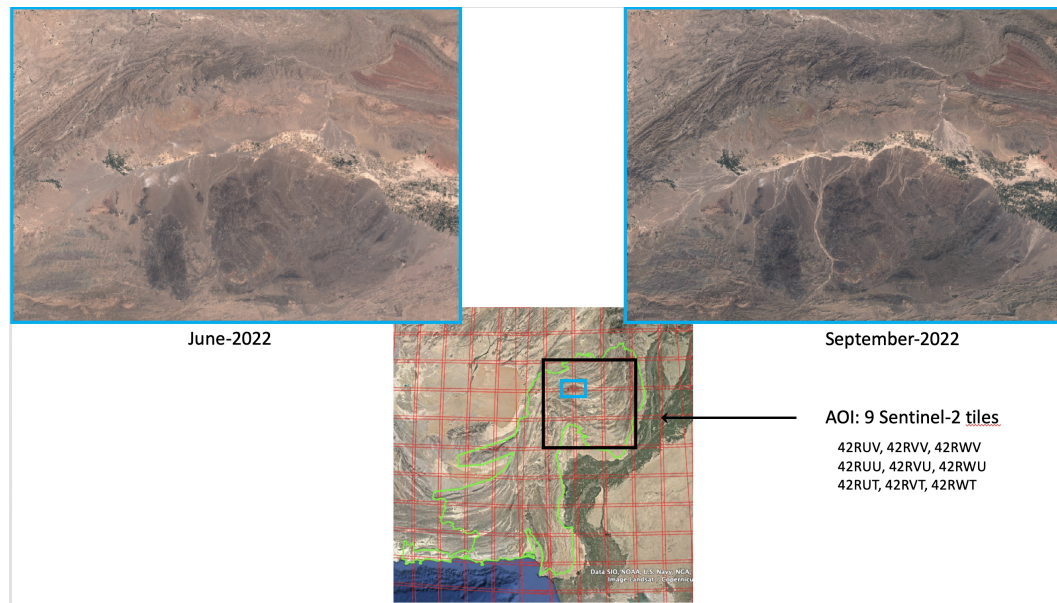 June-2022
September-2022
AOI: 9 Sentinel-2 tiles
42RUV, 42RVV, 42RWV
42RUU, 42RVU, 42RWU
42RUT, 42RVT, 42RWT
Data SIO, NOAA, U.S. Navy, NGA,
Image Landsat / Copernicu